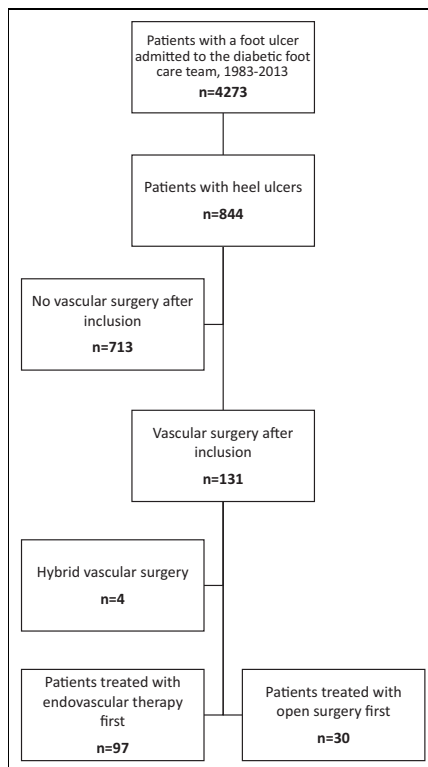 Patients with a foot ulcer
admitted to the diabetic foot
care team, 1983-2013
n=4273
Patients with heel ulcers
n=844
No vascular surgery after
inclusion
n=713
Vascular surgery after
inclusion
n=131
Hybrid vascular surgery
n=4
Patients treated with
endovascular therapy
first
n=97
Patients treated with
open surgery first
n=30